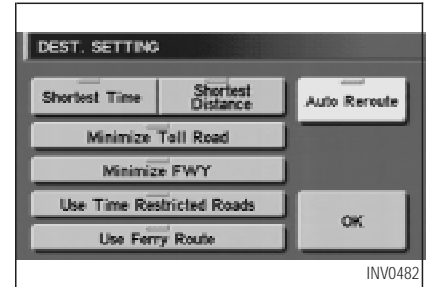 DEST. SETTING
Shortest Time
Shortest
Distance
Auto Reroute
Minimize Toll Road
Minimize FWY
Use Time Restricted Roads
Use Ferry Route
OK
INV0482